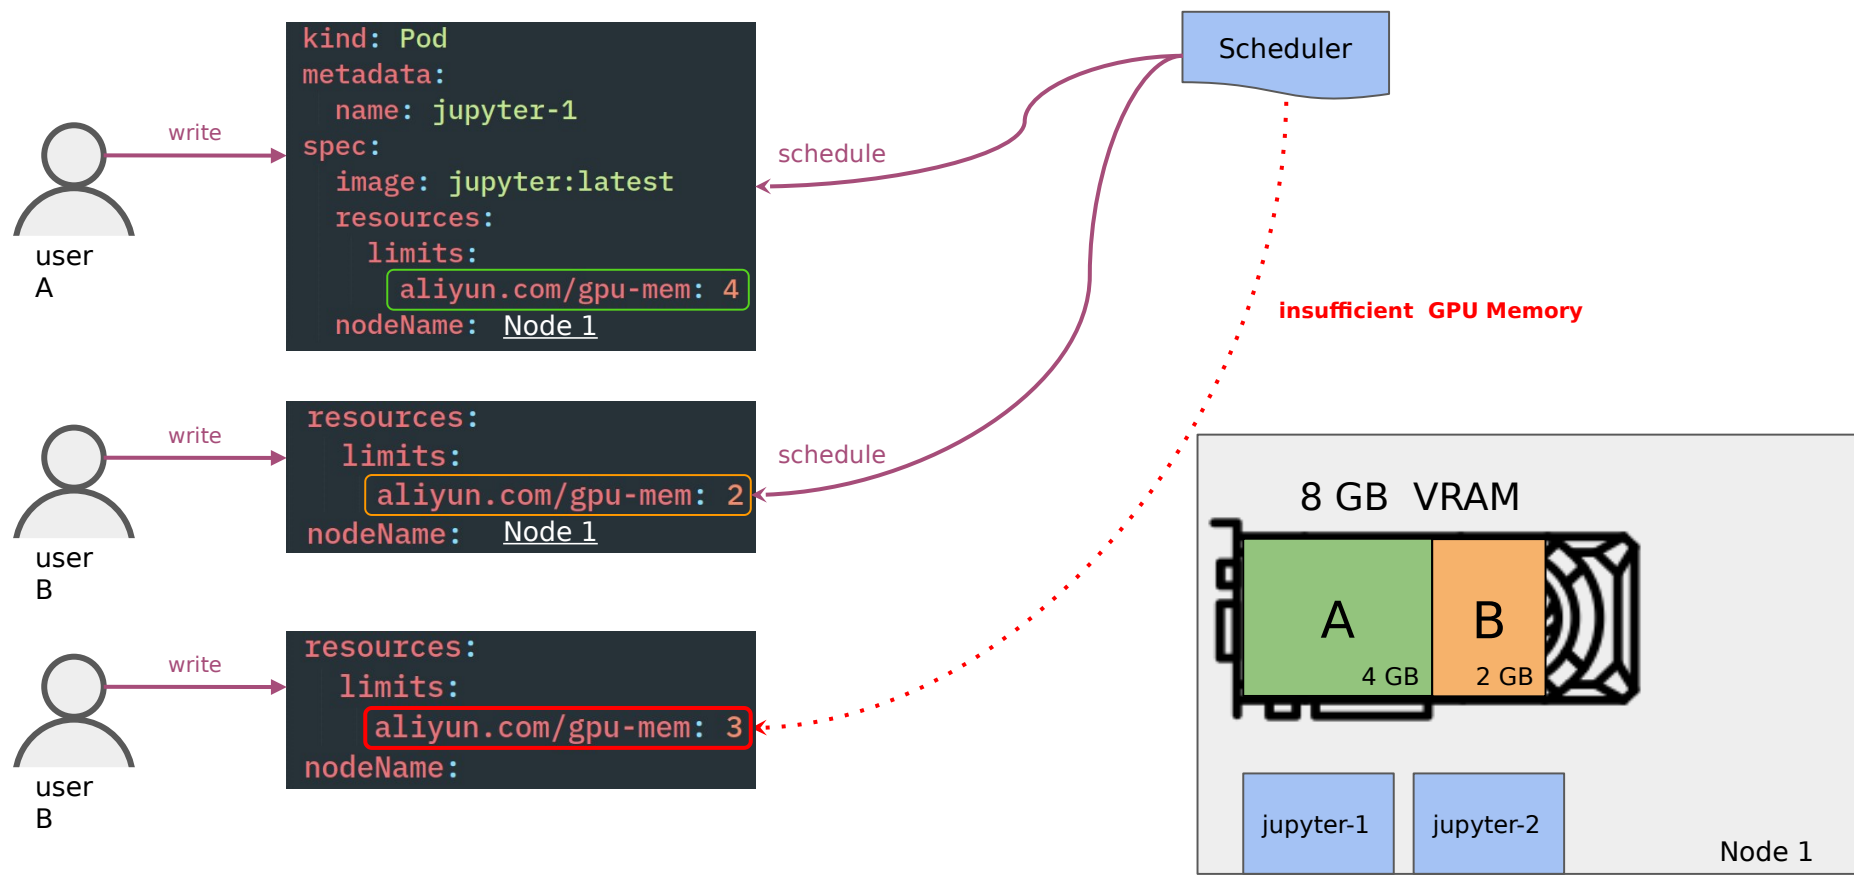 kind: Pod
metadata:
name: jupyter-1
spec:
image: jupyter:latest
resources:
limits:
aliyun.com/gpu-mem: 4
nodeName: Node 1
write
user
A
schedule
Scheduler
insufficient GPU Memory
resources:
limits:
aliyun.com/gpu-mem: 2
nodeName: Node 1
write
user
B
schedule
resources:
limits:
aliyun.com/gpu-mem: 3
nodeName:
write
user
B
8 GB VRAM
A
4 GB
B
2 GB
jupyter-1
jupyter-2
Node 1